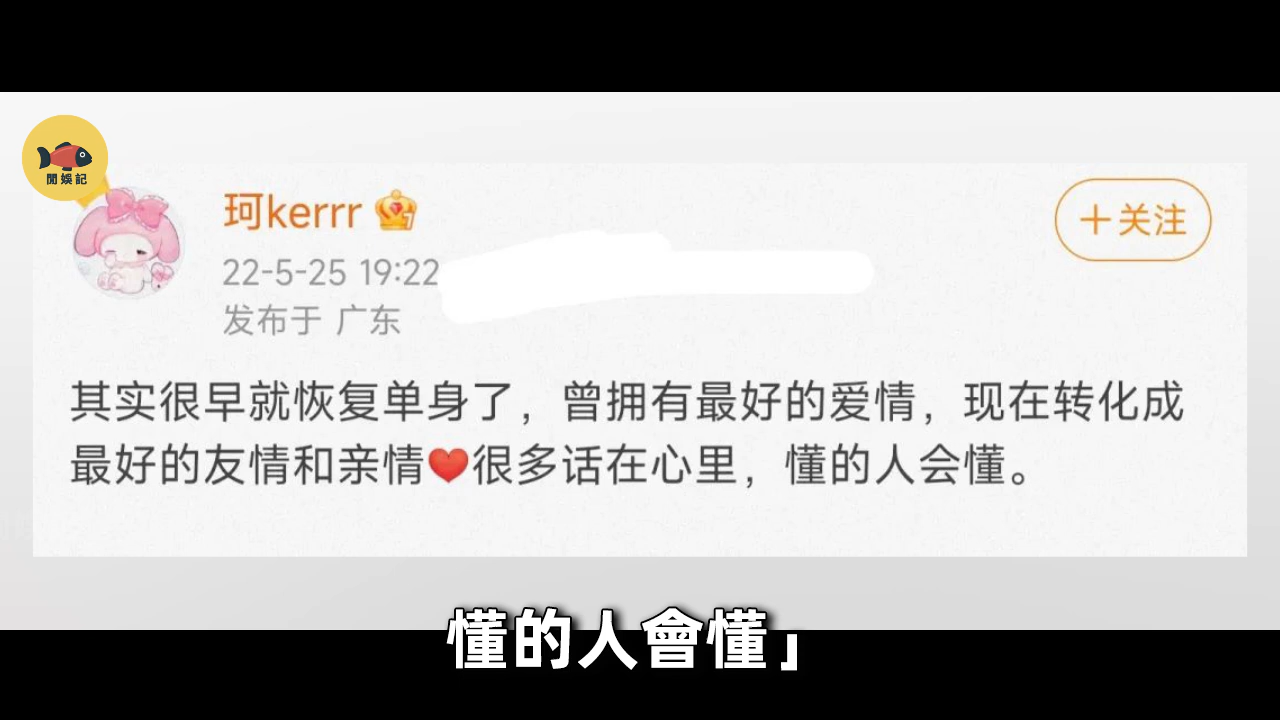 閒娛記
珂kerrr
22-5-25 19:22
发布于 广东
+关注
其实很早就恢复单身了，曾拥有最好的爱情，现在转化成
最好的友情和亲情❤️很多话在心里，懂的人会懂。
懂的人會懂」